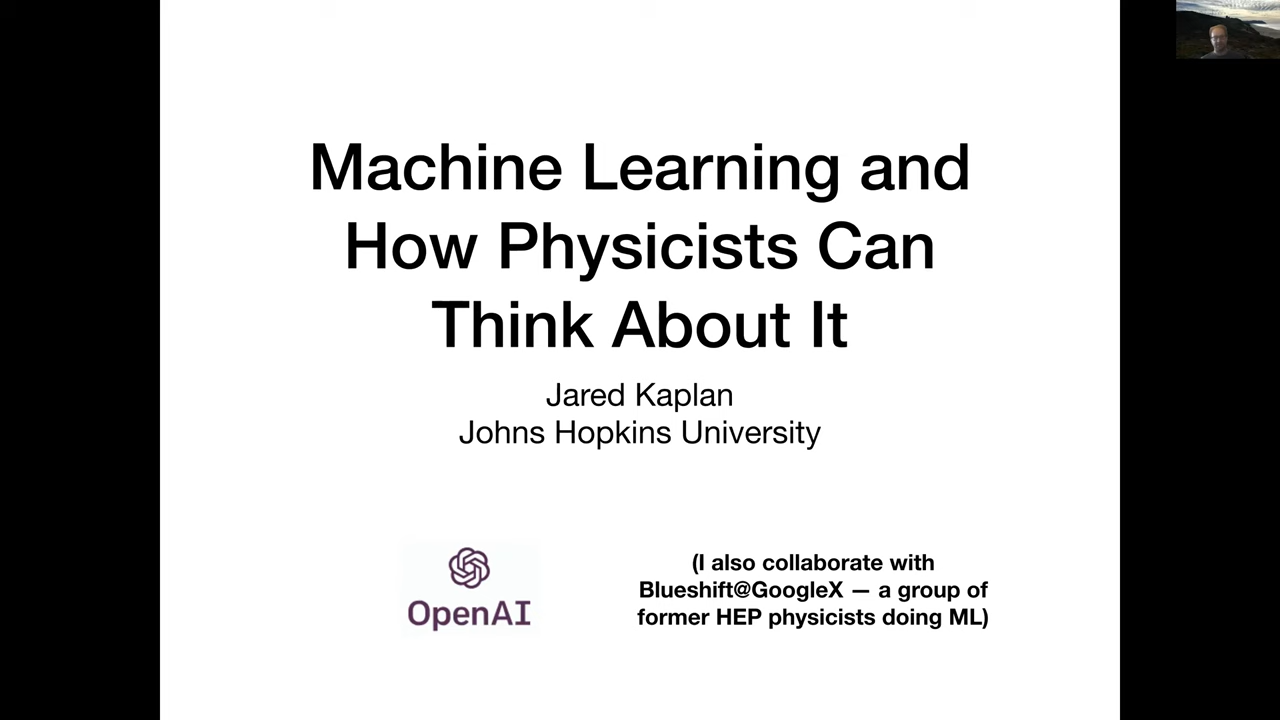 Machine Learning and
How Physicists Can
Think About It
Jared Kaplan
Johns Hopkins University
OpenAI
(I also collaborate with
Blueshift@GoogleX — a group of
former HEP physicists doing ML)